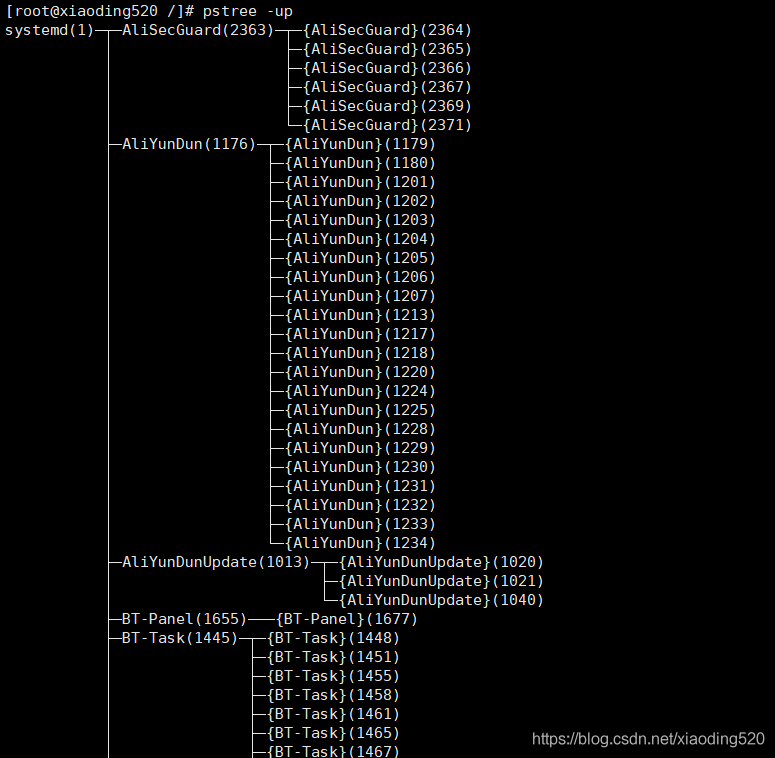 [root@xiaoding520 /]# pstree -up
systemd(1)─┬─AliSecGuard(2363)─┬─{AliSecGuard}(2364)
├─{AliSecGuard}(2365)
├─{AliSecGuard}(2366)
├─{AliSecGuard}(2367)
├─{AliSecGuard}(2369)
└─{AliSecGuard}(2371)
├─AliYunDun(1176)─┬─{AliYunDun}(1179)
├─{AliYunDun}(1180)
├─{AliYunDun}(1201)
├─{AliYunDun}(1202)
├─{AliYunDun}(1203)
├─{AliYunDun}(1204)
├─{AliYunDun}(1205)
├─{AliYunDun}(1206)
├─{AliYunDun}(1207)
├─{AliYunDun}(1213)
├─{AliYunDun}(1217)
├─{AliYunDun}(1218)
├─{AliYunDun}(1220)
├─{AliYunDun}(1224)
├─{AliYunDun}(1225)
├─{AliYunDun}(1228)
├─{AliYunDun}(1229)
├─{AliYunDun}(1230)
├─{AliYunDun}(1231)
├─{AliYunDun}(1232)
├─{AliYunDun}(1233)
└─{AliYunDun}(1234)
├─AliYunDunUpdate(1013)─┬─{AliYunDunUpdate}(1020)
├─{AliYunDunUpdate}(1021)
└─{AliYunDunUpdate}(1040)
├─BT-Panel(1655)───{BT-Panel}(1677)
├─BT-Task(1445)─┬─{BT-Task}(1448)
├─{BT-Task}(1451)
├─{BT-Task}(1455)
├─{BT-Task}(1458)
├─{BT-Task}(1461)
├─{BT-Task}(1465)
├─{BT-Task}(1467)
https://blog.csdn.net/xiaoding520